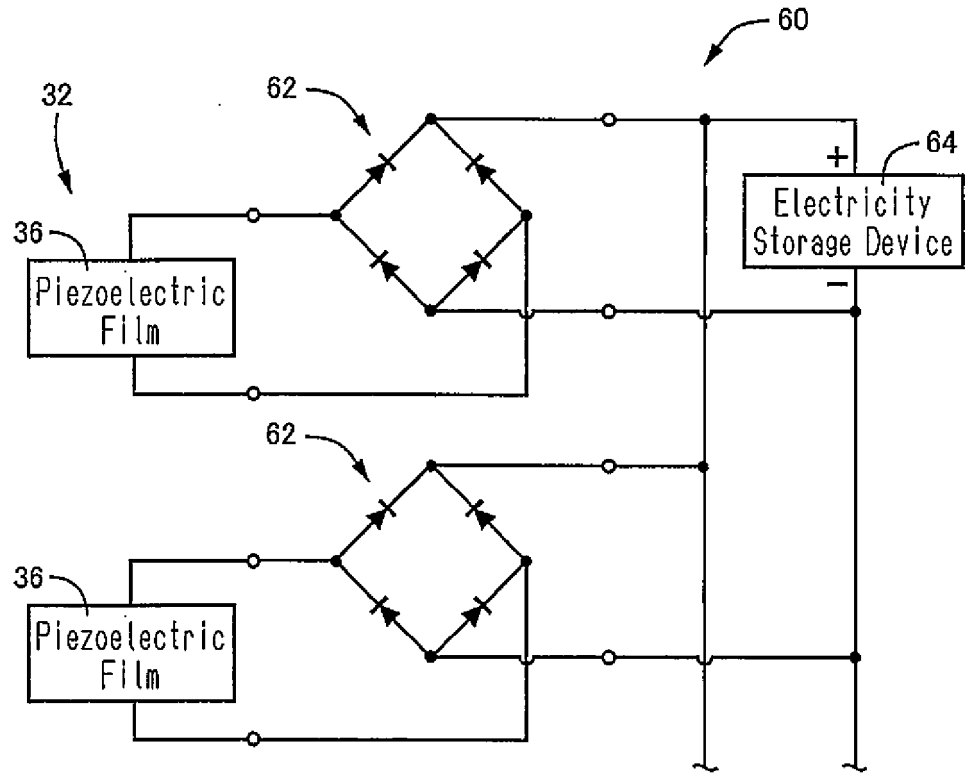 60
62
32
64
+
Electricity
Storage Device
36
Piezoelectric
Film
−
62
36
Piezoelectric
Film